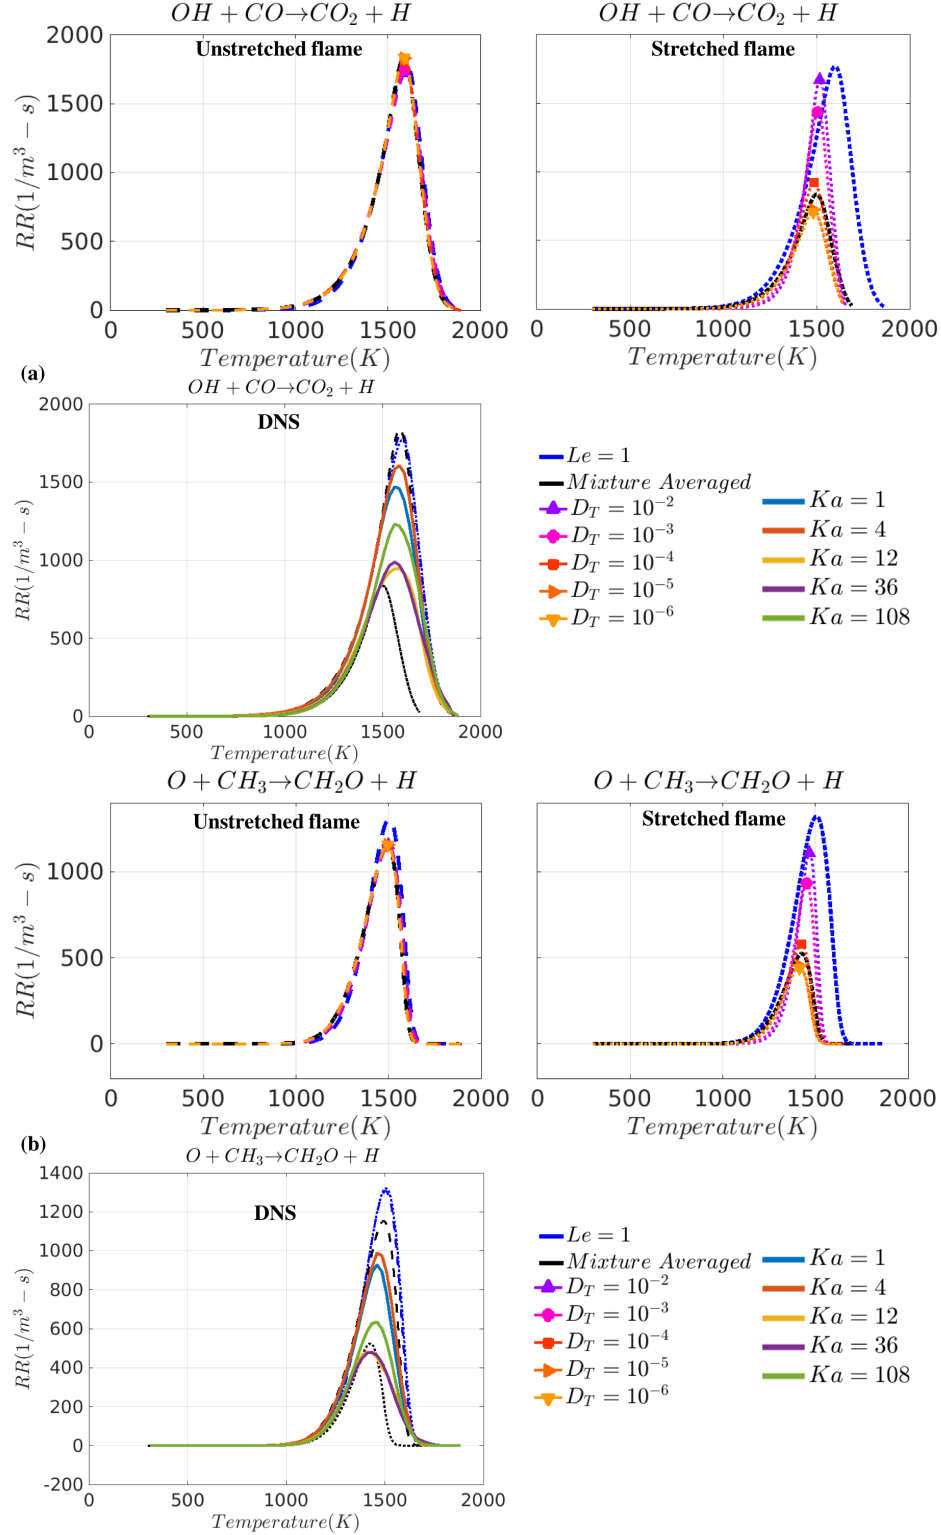 OH + CO→CO₂ + H
Unstretched flame
RR(1/m³ − s)
2000
1500
1000
500
0
0 500 1000 1500 2000
Temperature(K)
OH + CO→CO₂ + H
Stretched flame
0 500 1000 1500 2000
Temperature(K)
(a)
OH + CO→CO₂ + H
DNS
RR(1/m³ − s)
2000
1500
1000
500
0
0 500 1000 1500 2000
Temperature(K)
Le = 1
Mixture Averaged
D_T = 10⁻²
D_T = 10⁻³
D_T = 10⁻⁴
D_T = 10⁻⁵
D_T = 10⁻⁶
Ka = 1
Ka = 4
Ka = 12
Ka = 36
Ka = 108
O + CH₃→CH₂O + H
Unstretched flame
RR(1/m³ − s)
1000
500
0
0 500 1000 1500 2000
Temperature(K)
O + CH₃→CH₂O + H
Stretched flame
1000
500
0
0 500 1000 1500 2000
Temperature(K)
(b)
O + CH₃→CH₂O + H
DNS
RR(1/m³ − s)
1400
1200
1000
800
600
400
200
0
-200
0 500 1000 1500 2000
Temperature(K)
Le = 1
Mixture Averaged
D_T = 10⁻²
D_T = 10⁻³
D_T = 10⁻⁴
D_T = 10⁻⁵
D_T = 10⁻⁶
Ka = 1
Ka = 4
Ka = 12
Ka = 36
Ka = 108